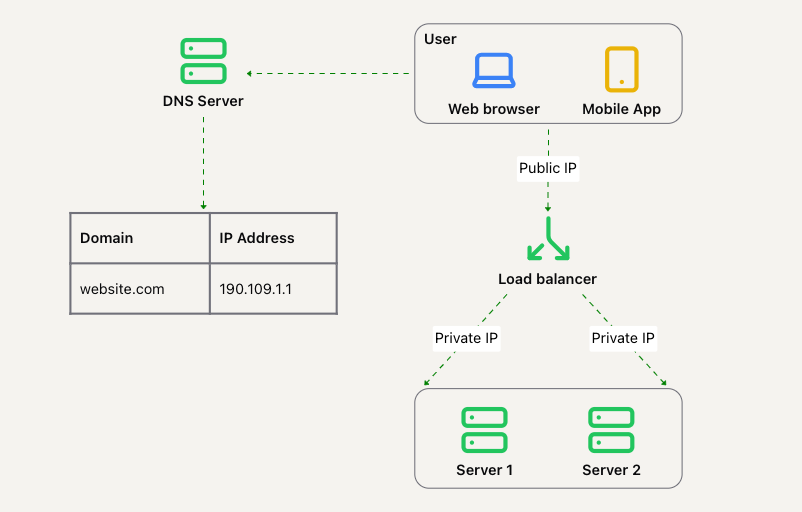 User
DNS Server
Web browser
Mobile App
Public IP
Domain
IP Address
website.com
190.109.1.1
Load balancer
Private IP
Private IP
Server 1
Server 2